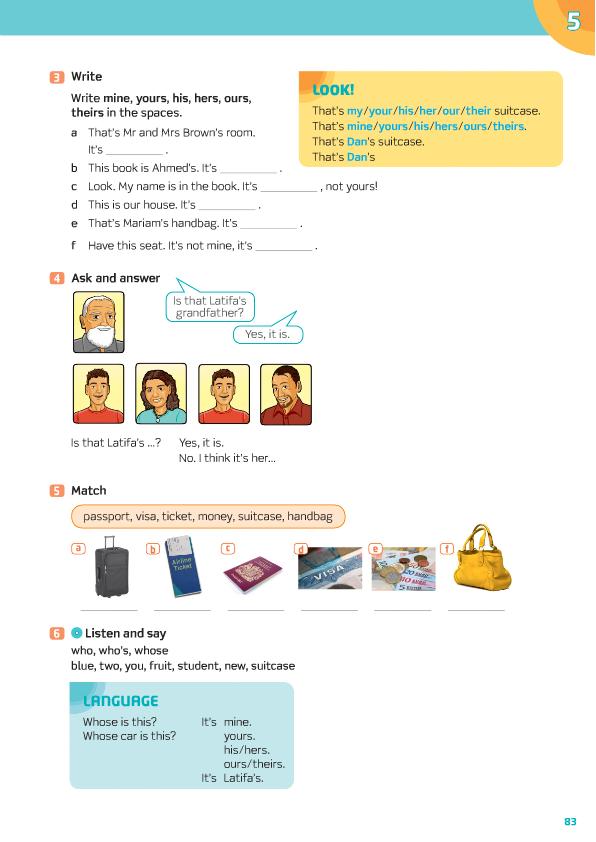 5
3 Write
Write mine, yours, his, hers, ours,
theirs in the spaces.
a That's Mr and Mrs Brown's room.
It's __________ .
b This book is Ahmed's. It's __________ .
c Look. My name is in the book. It's __________ , not yours!
d This is our house. It's __________ .
e That's Mariam's handbag. It's __________ .
f Have this seat. It's not mine, it's __________ .
LOOK!
That's my/your/his/her/our/their suitcase.
That's mine/yours/his/hers/ours/theirs.
That's Dan's suitcase.
That's Dan's
4 Ask and answer
Is that Latifa's
grandfather?
Yes, it is.
Is that Latifa's ...? Yes, it is.
No. I think it's her...
5 Match
passport, visa, ticket, money, suitcase, handbag
a b c d e f
Airline
Ticket
VISA
6 Listen and say
who, who's, whose
blue, two, you, fruit, student, new, suitcase
LANGUAGE
Whose is this? It's mine.
Whose car is this? yours.
his/hers.
ours/theirs.
It's Latifa's.
83